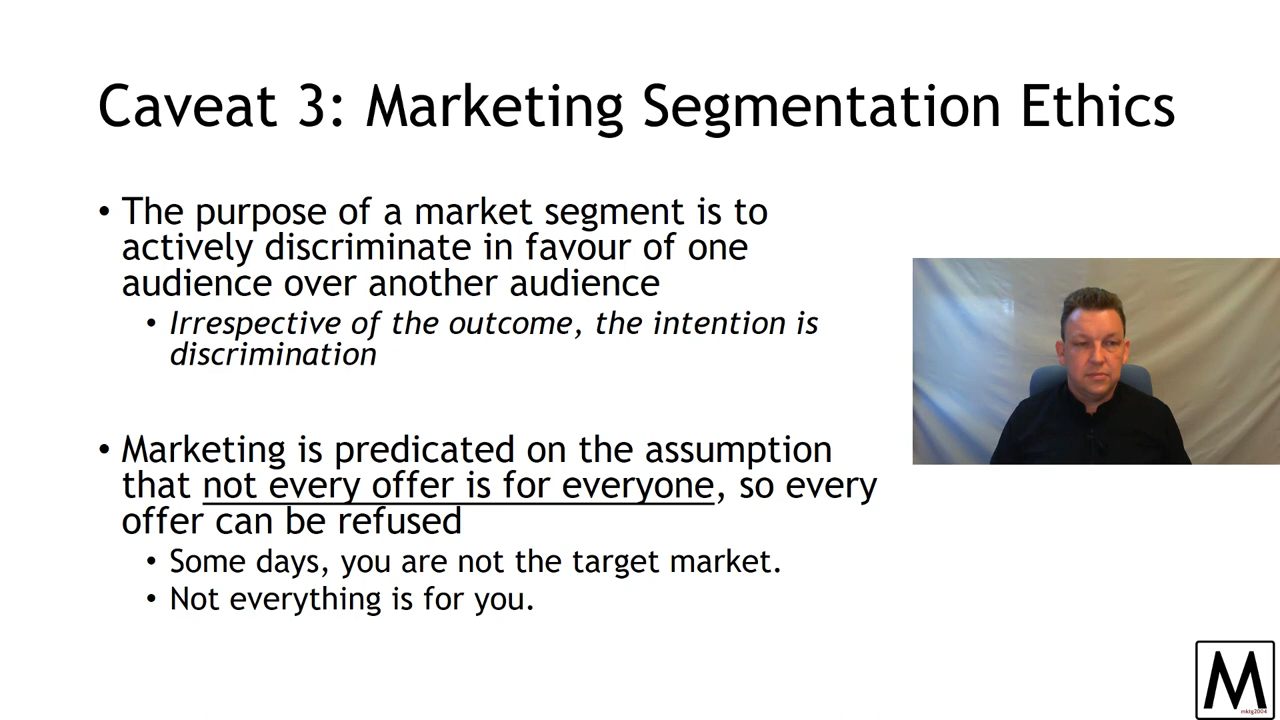 Caveat 3: Marketing Segmentation Ethics
• The purpose of a market segment is to
actively discriminate in favour of one
audience over another audience
• Irrespective of the outcome, the intention is
discrimination
• Marketing is predicated on the assumption
that not every offer is for everyone, so every
offer can be refused
• Some days, you are not the target market.
• Not everything is for you.
M
mktg2004